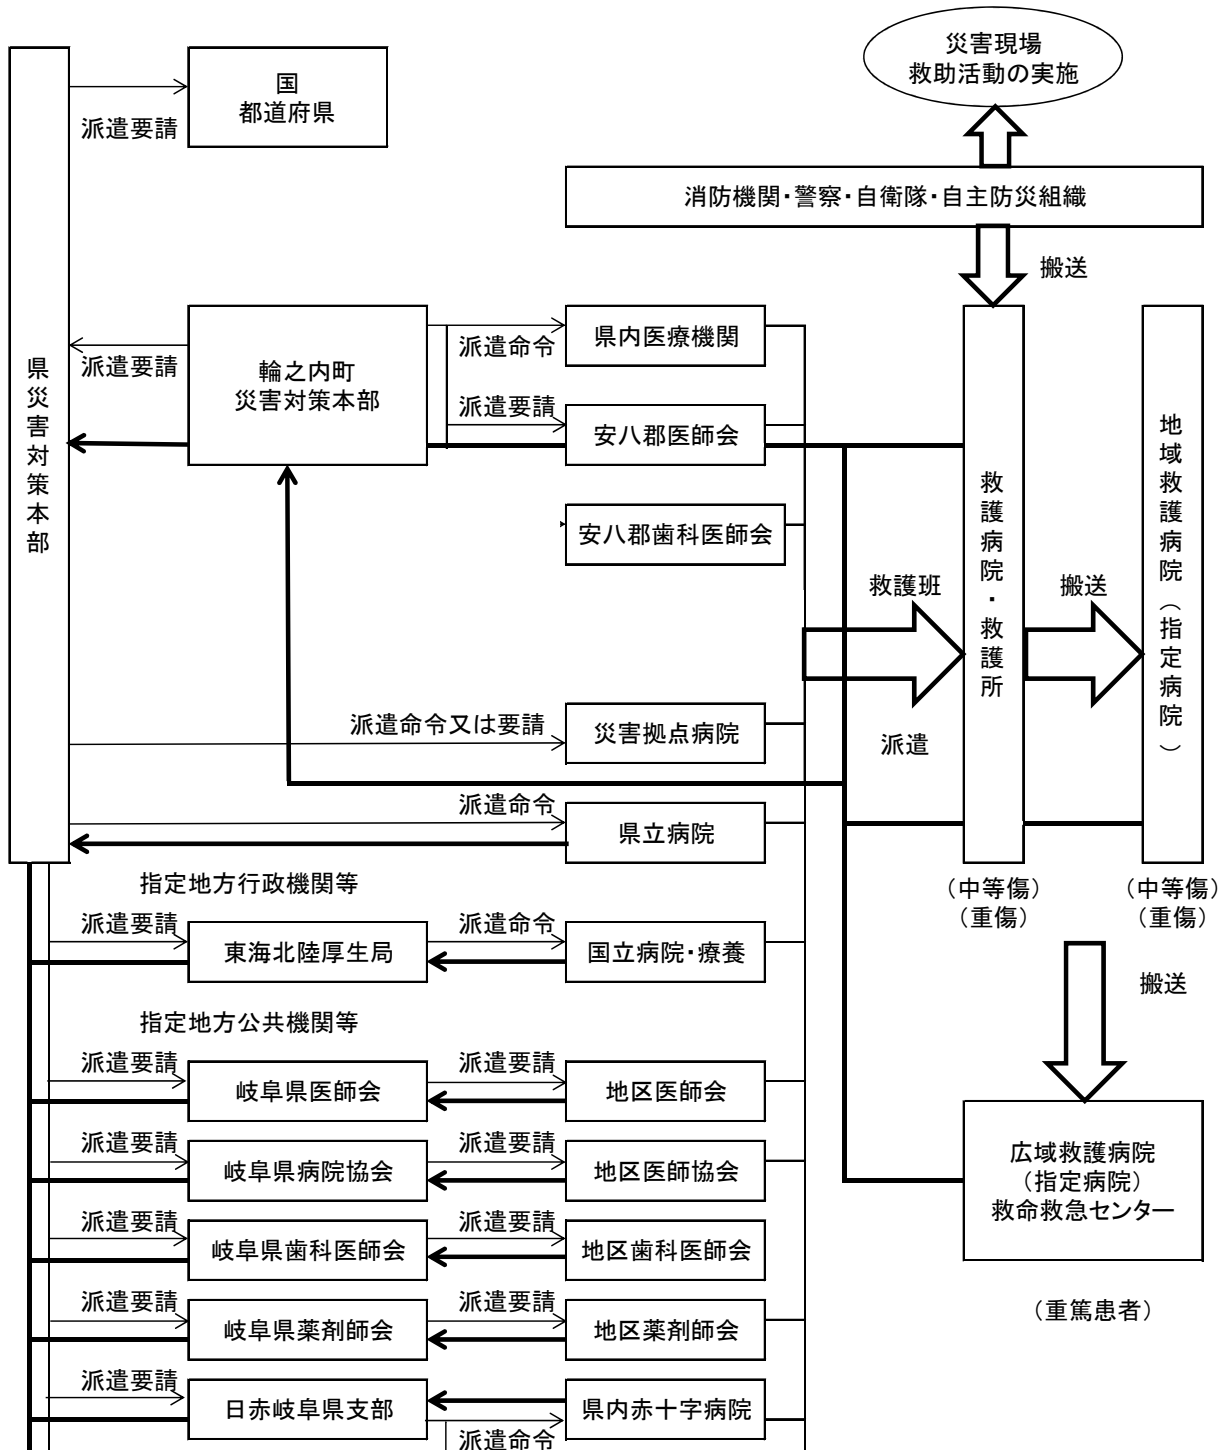 災害現場
救助活動の実施
国
都道府県
派遣要請
消防機関・警察・自衛隊・自主防災組織
搬送
県災害対策本部
派遣要請
輪之内町
災害対策本部
派遣命令
県内医療機関
派遣要請
安八郡医師会
安八郡歯科医師会
救護病院・救護所
地域救護病院（指定病院）
救護班
搬送
派遣
派遣命令又は要請
災害拠点病院
派遣命令
県立病院
（中等傷）
（重傷）
（中等傷）
（重傷）
指定地方行政機関等
派遣要請
東海北陸厚生局
派遣命令
国立病院・療養
搬送
指定地方公共機関等
派遣要請
岐阜県医師会
派遣要請
地区医師会
派遣要請
岐阜県病院協会
派遣要請
地区医師協会
広域救護病院
（指定病院）
救命救急センター
派遣要請
岐阜県歯科医師会
派遣要請
地区歯科医師会
派遣要請
岐阜県薬剤師会
派遣要請
地区薬剤師会
（重篤患者）
派遣要請
日赤岐阜県支部
県内赤十字病院
派遣命令